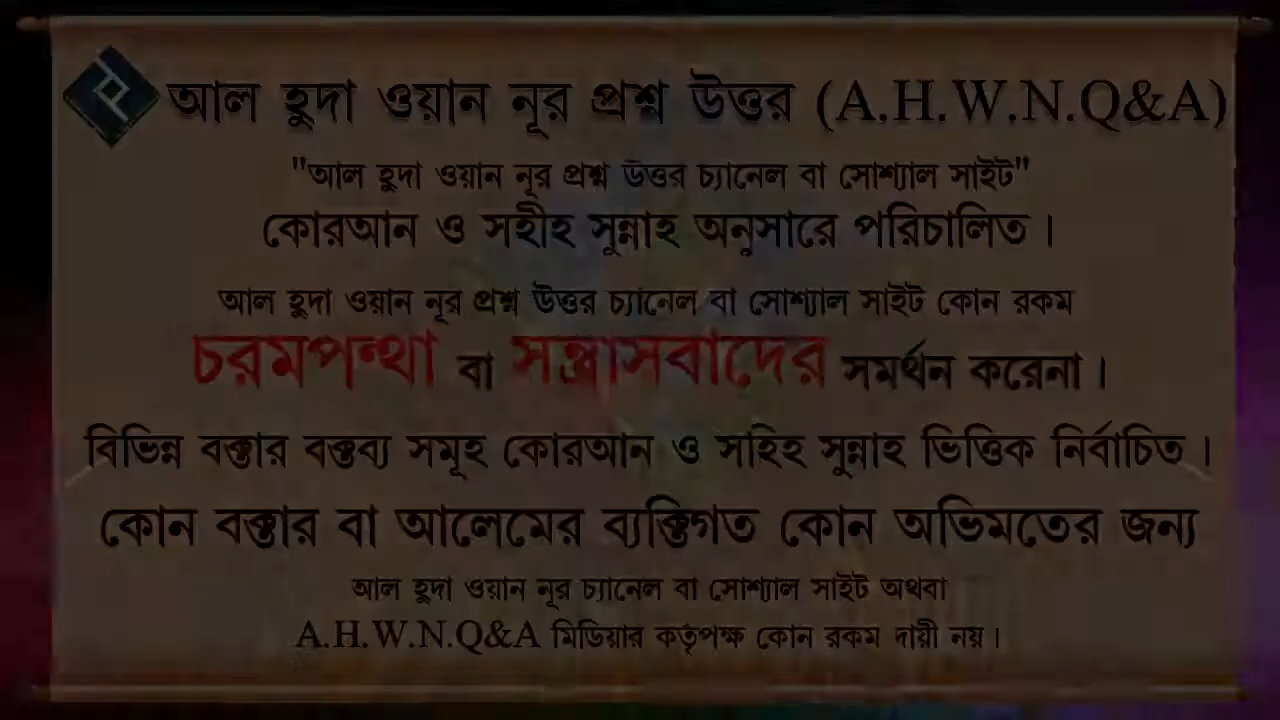 আল হুদা ওয়ান নূর প্রশ্ন উত্তর (A.H.W.N.Q&A)
"আল হুদা ওয়ান নূর প্রশ্ন উত্তর চ্যানেল বা সোশ্যাল সাইট"
কোরআন ও সহীহ সুন্নাহ অনুসারে পরিচালিত।
আল হুদা ওয়ান নূর প্রশ্ন উত্তর চ্যানেল বা সোশ্যাল সাইট কোন রকম
চরমপন্থা বা সন্ত্রাসবাদের সমর্থন করেনা।
বিভিন্ন বক্তার বক্তব্য সমূহ কোরআন ও সহিহ সুন্নাহ ভিত্তিক নির্বাচিত।
কোন বক্তার বা আলেমের ব্যক্তিগত কোন অভিমতের জন্য
আল হুদা ওয়ান নূর চ্যানেল বা সোশ্যাল সাইট অথবা
A.H.W.N.Q&A মিডিয়ার কর্তৃপক্ষ কোন রকম দায়ী নয়।